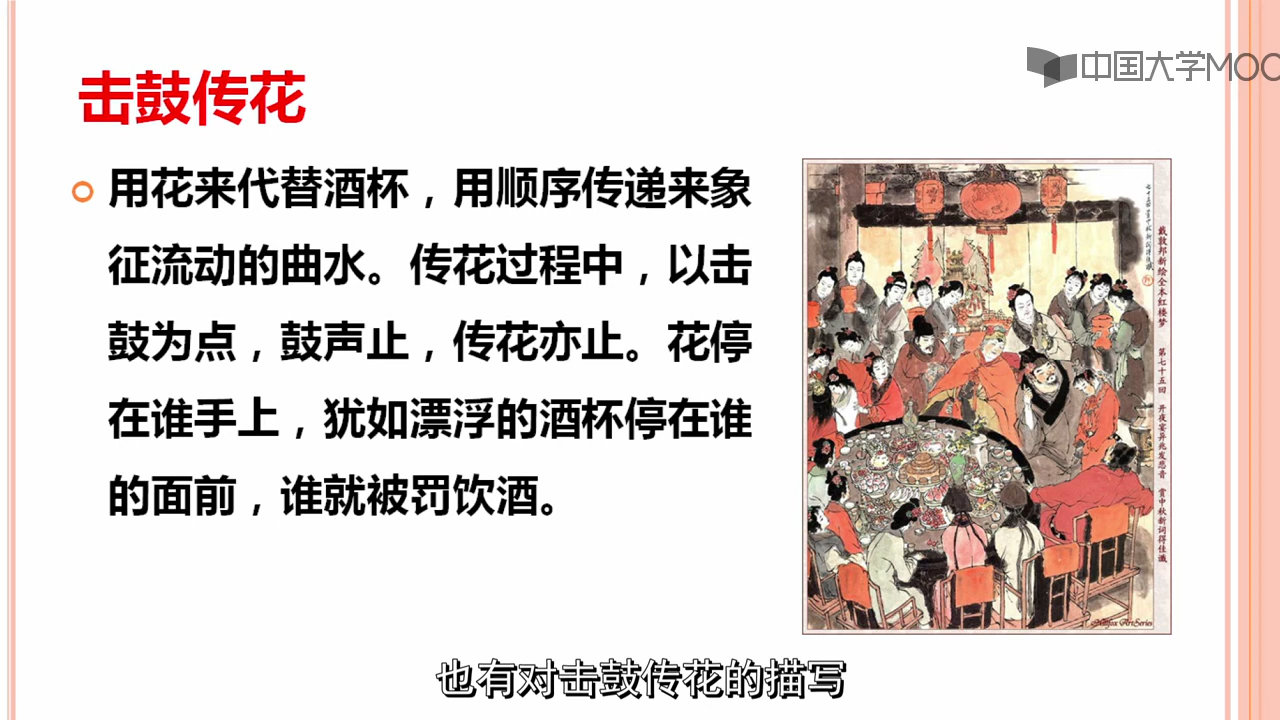 击鼓传花
中国大学MOO
用花来代替酒杯，用顺序传递来象
征流动的曲水。传花过程中，以击
鼓为点，鼓声止，传花亦止。花停
在谁手上，犹如漂浮的酒杯停在谁
的面前，谁就被罚饮酒。
戴敦邦新绘全本红楼梦 第七十五回 开夜宴异兆发悲音 赏中秋新词得佳谶
也有对击鼓传花的描写